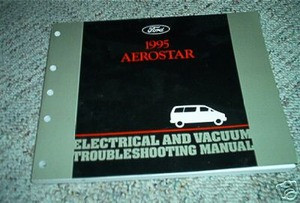 Ford
1995
AEROSTAR
ELECTRICAL AND VACUUM
TROUBLESHOOTING MANUAL